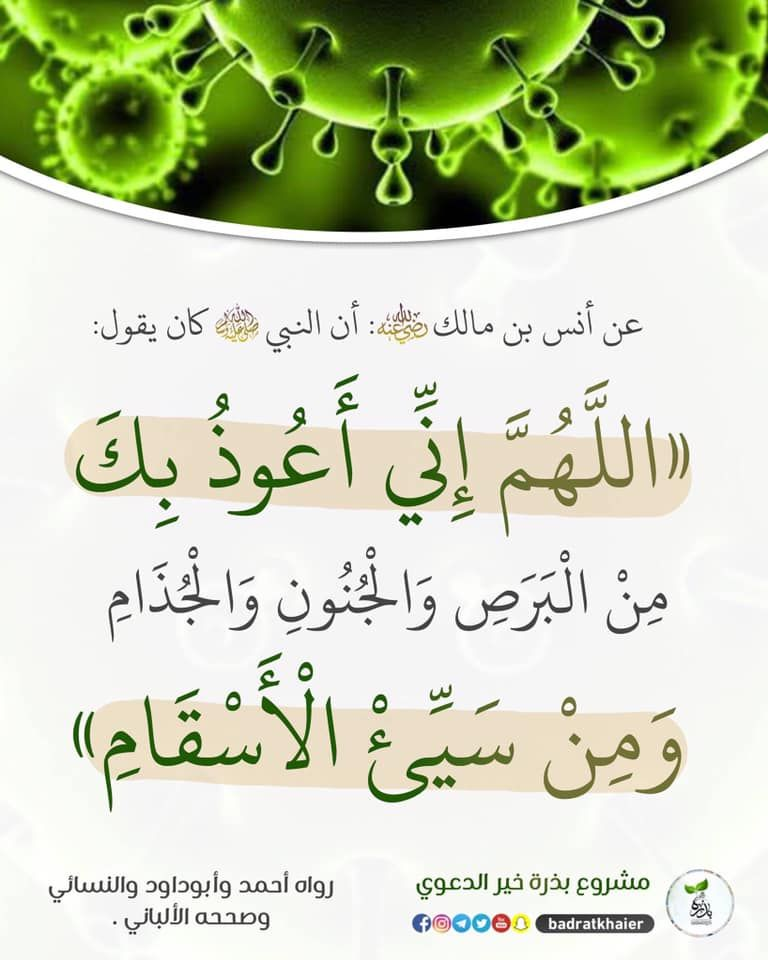 عن أنس بن مالك رضي الله عنه: أن النبي ﷺ كان يقول:
«اللَّهُمَّ إِنِّي أَعُوذُ بِكَ
مِنْ الْبَرَصِ وَالْجُنُونِ وَالْجُذَامِ
وَمِنْ سَيِّئْ الْأَسْقَامِ»
مشروع بذرة خير الدعوي
badratkhaier
رواه أحمد وأبوداود والنسائي
وصححه الألباني .